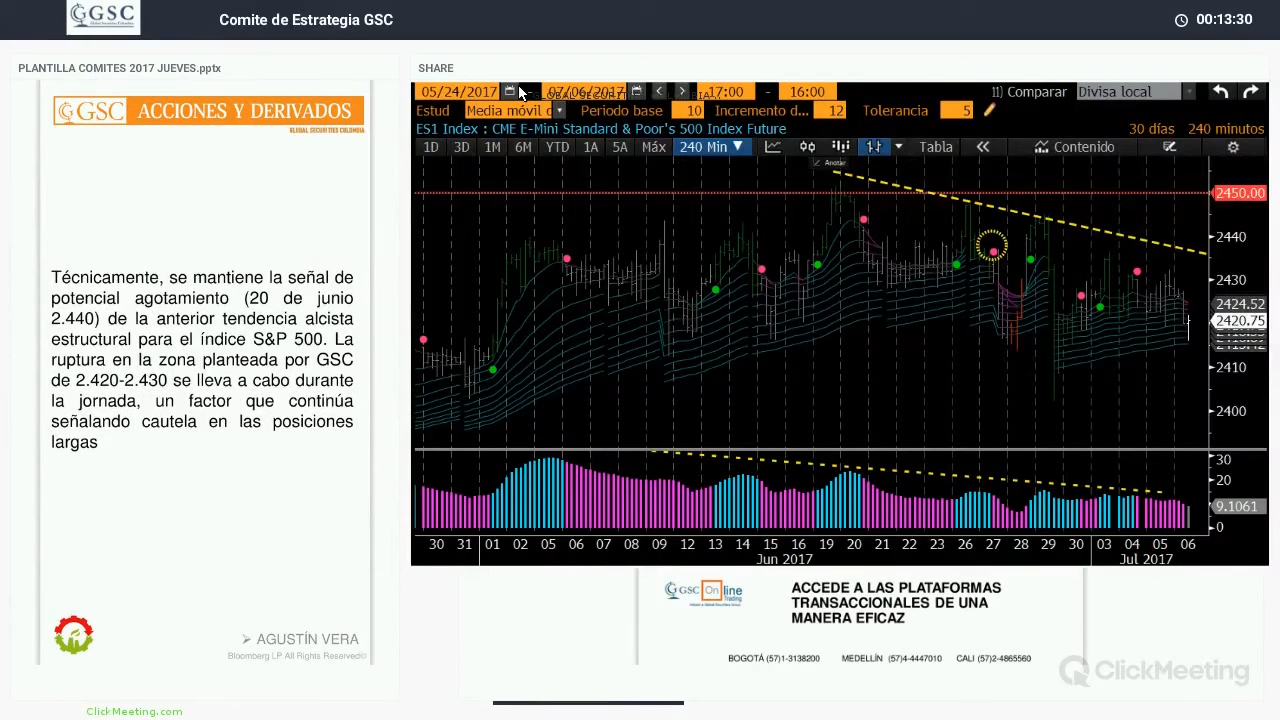 GSC
Comite de Estrategia GSC
00:13:30
PLANTILLA COMITES 2017 JUEVES.pptx
SHARE
GSC ACCIONES Y DERIVADOS
GLOBAL SECURITIES COLOMBIA
Técnicamente, se mantiene la señal de
potencial agotamiento (20 de junio
2.440) de la anterior tendencia alcista
estructural para el índice S&P 500. La
ruptura en la zona planteada por GSC
de 2.420-2.430 se lleva a cabo durante
la jornada, un factor que continúa
señalando cautela en las posiciones
largas
➢ AGUSTÍN VERA
Bloomberg LP All Rights Reserved©
05/24/2017 - 07/06/2017 < > 17:00 - 16:00 11) Comparar Divisa local
Estud Media móvil c Periodo base 10 Incremento d 12 Tolerancia 5
ES1 Index : CME E-Mini Standard & Poor's 500 Index Future 30 días 240 minutos
1D 3D 1M 6M YTD 1A 5A Máx 240 Min ▼ Tabla << Contenido
Anotar
2450.00
2440
2430
2424.52
2420.75
2410
2400
30
20
9.1061
0
30 31 01 02 05 06 07 08 09 12 13 14 15 16 19 20 21 22 23 26 27 28 29 30 03 04 05 06
Jun 2017 Jul 2017
GSC Online
Trading
ACCEDE A LAS PLATAFORMAS
TRANSACCIONALES DE UNA
MANERA EFICAZ
BOGOTÁ (57)1-3138200 MEDELLÍN (57)4-4447010 CALI (57)2-4865560
ClickMeeting
ClickMeeting.com